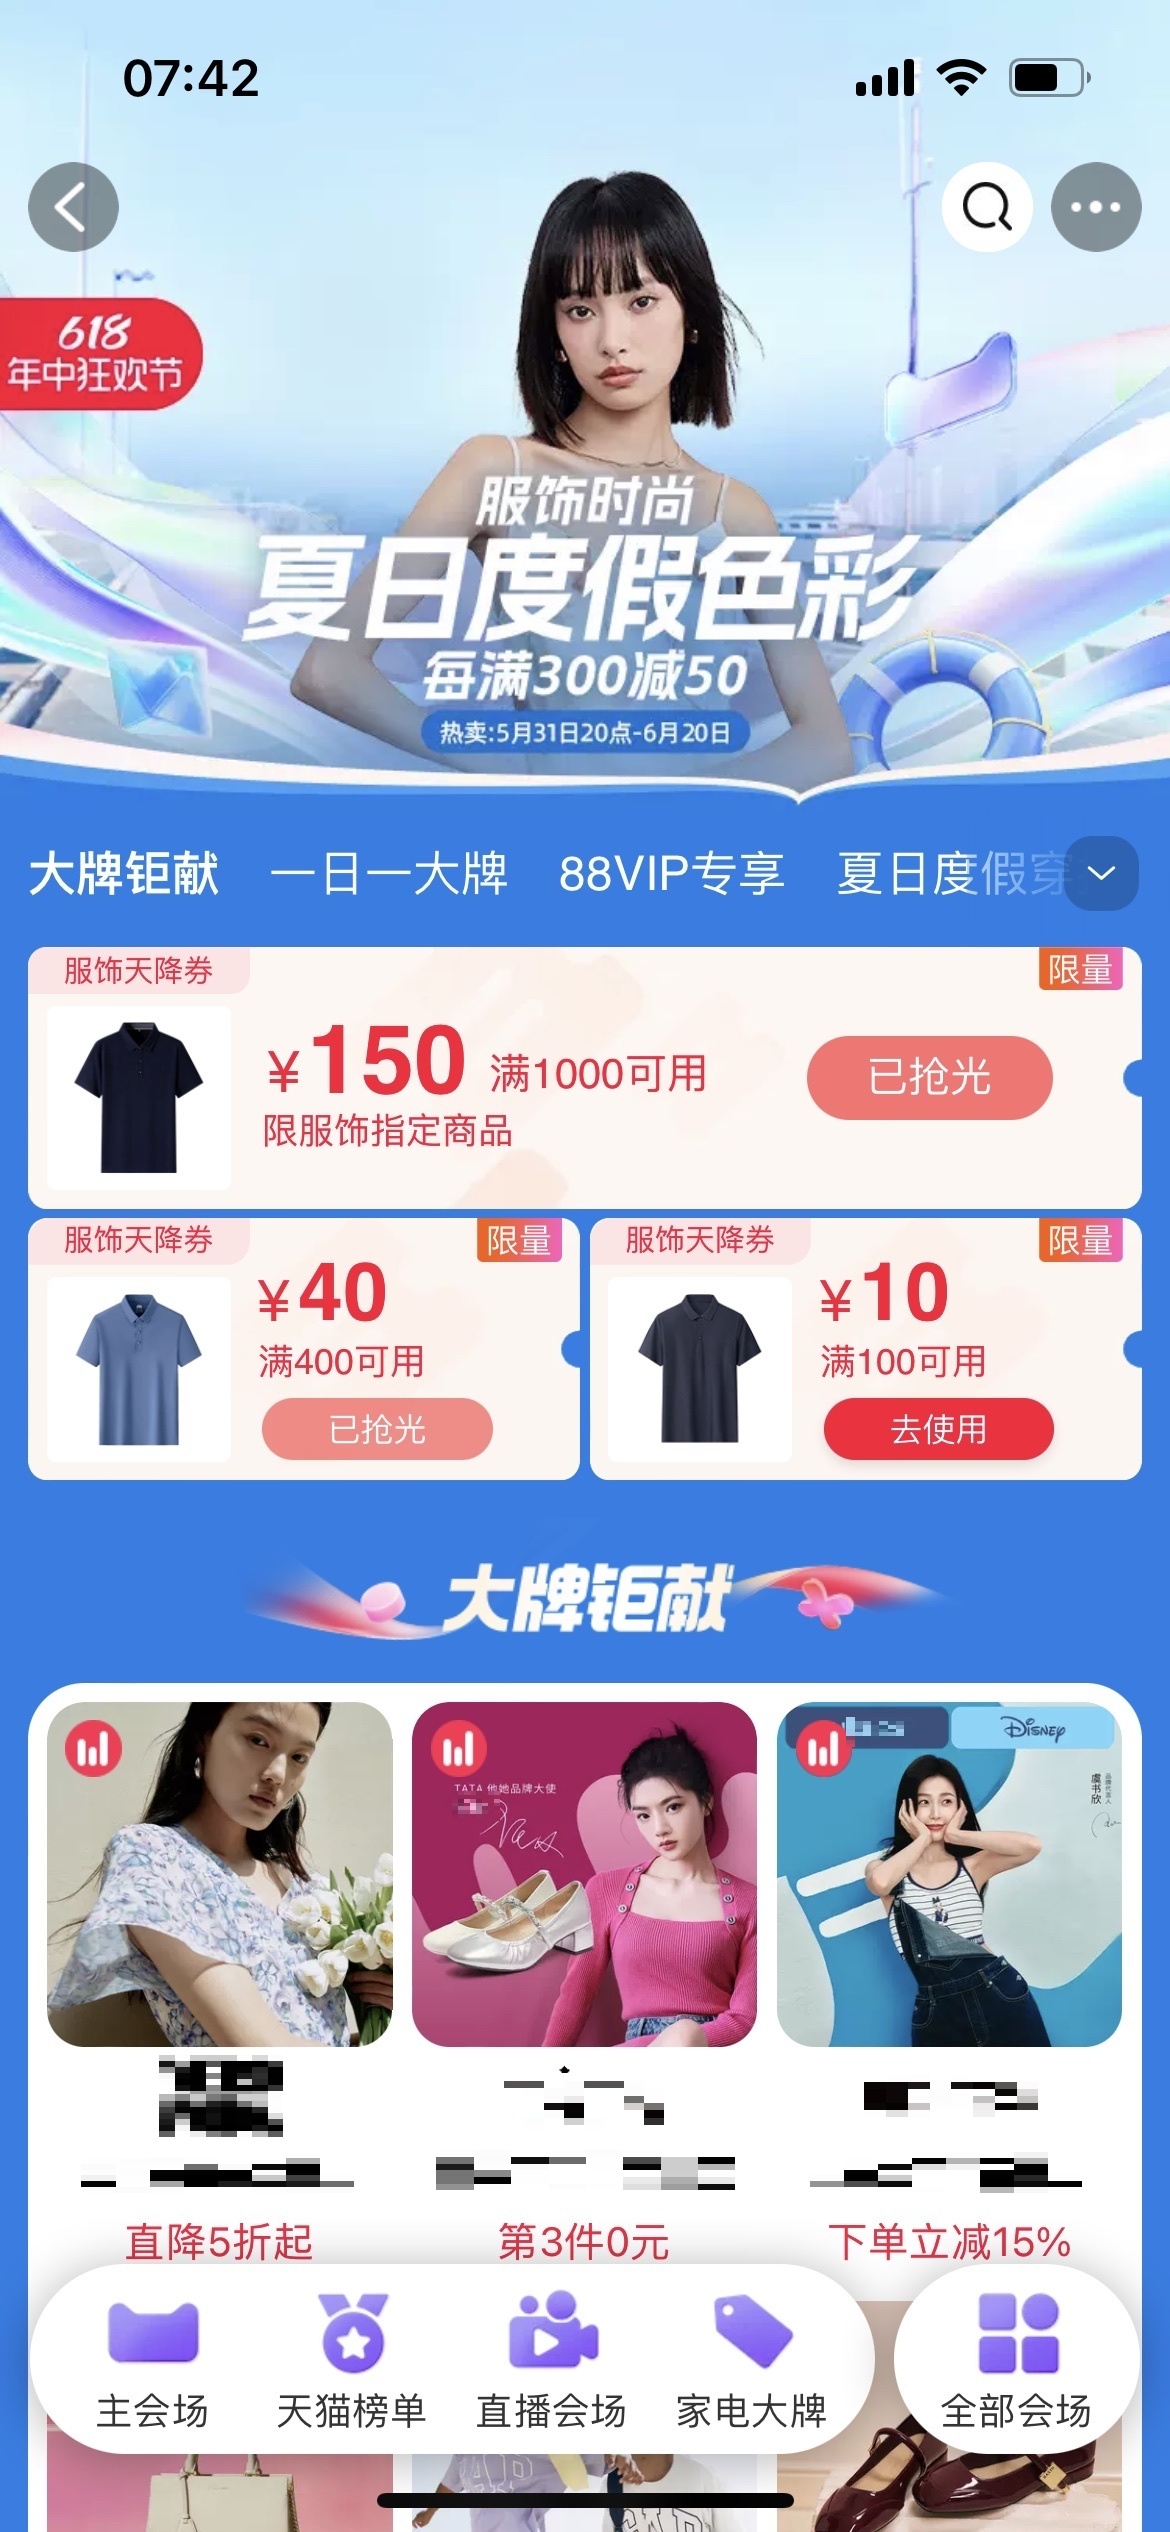 07:42
618
年中狂欢节
服饰时尚
夏日度假色彩
每满300减50
热卖:5月31日20点-6月20日
大牌钜献 一日一大牌 88VIP专享 夏日度假穿
服饰天降券 限量
¥150 满1000可用
限服饰指定商品
已抢光
服饰天降券 限量
¥40
满400可用
已抢光
服饰天降券 限量
¥10
满100可用
去使用
大牌钜献
TATA 他她品牌大使
Disney
品牌代言人
虞书欣
直降5折起
第3件0元
下单立减15%
主会场
天猫榜单
直播会场
家电大牌
全部会场